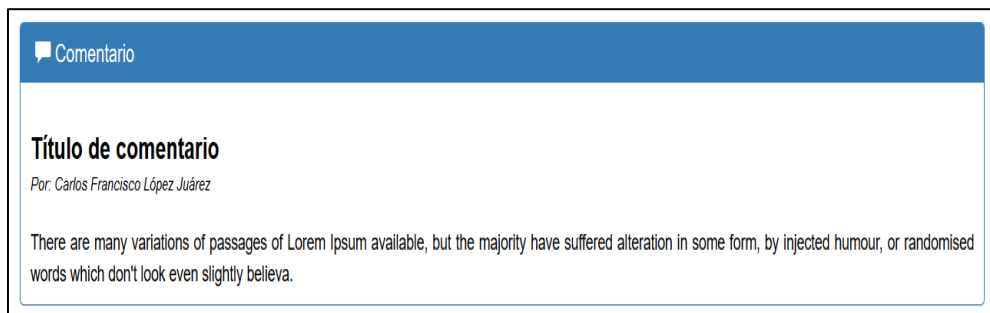 Comentario
Título de comentario
Por: Carlos Francisco López Juárez
There are many variations of passages of Lorem Ipsum available, but the majority have suffered alteration in some form, by injected humour, or randomised
words which don't look even slightly believa.